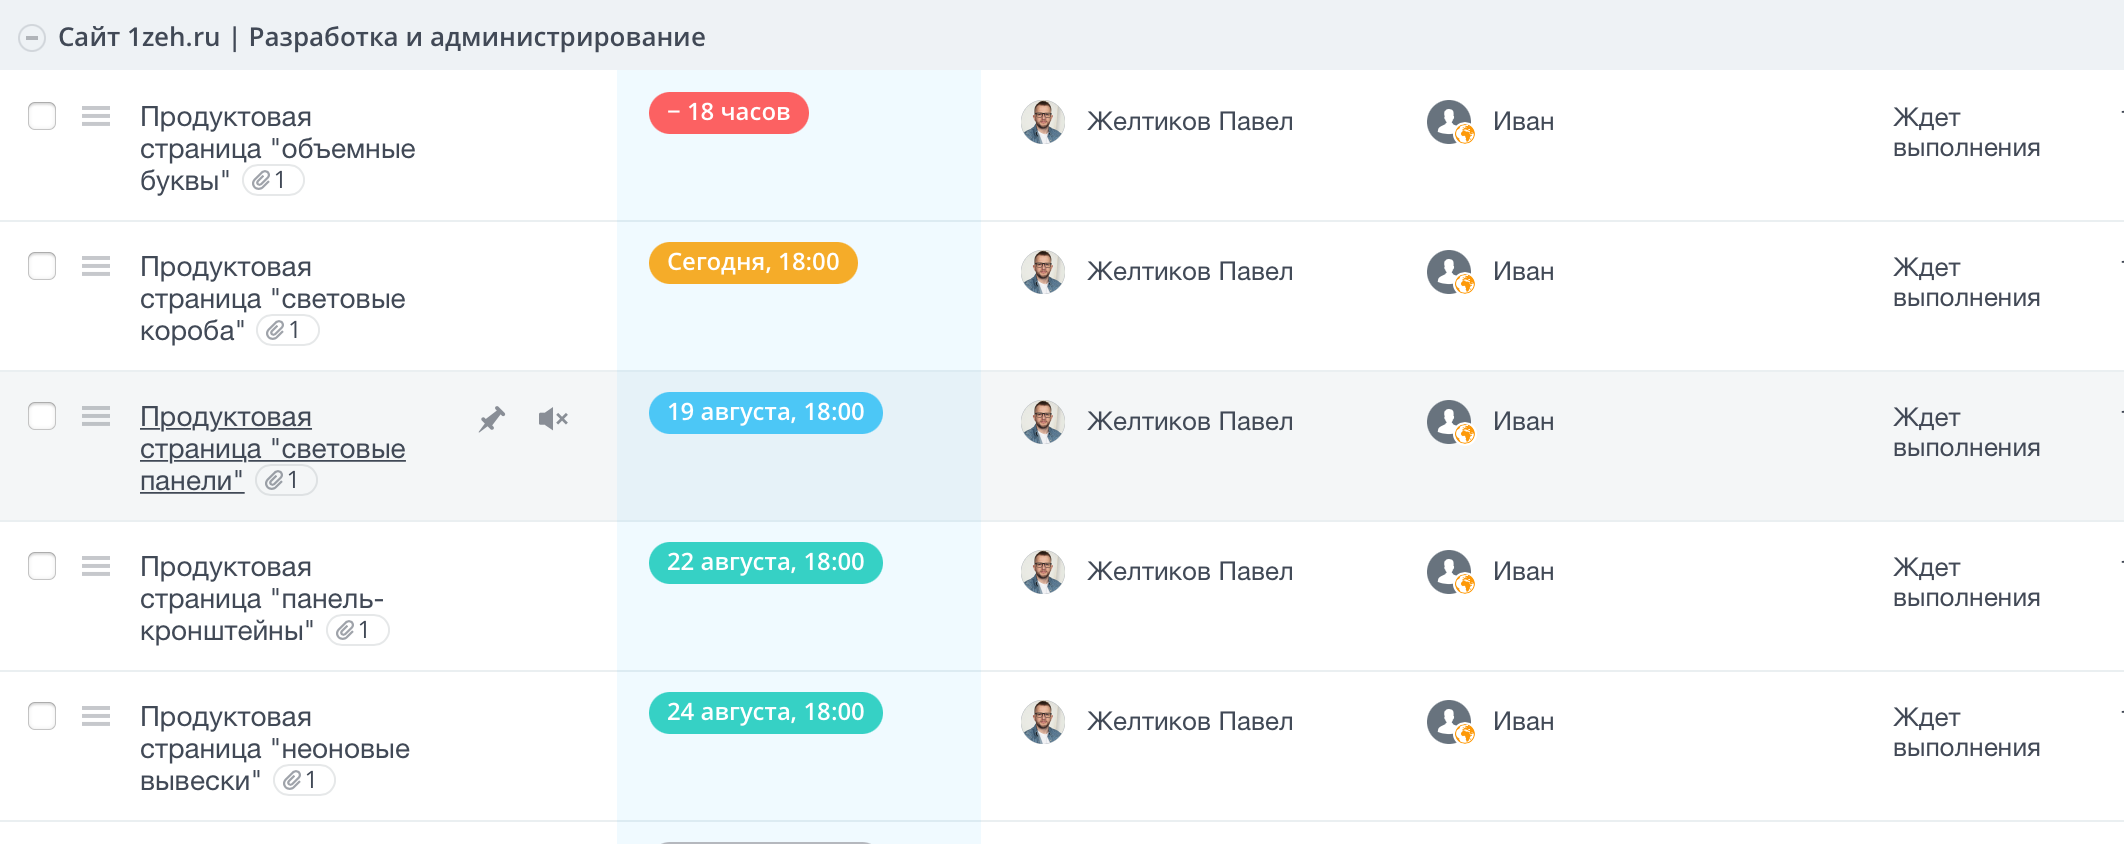 Сайт 1zeh.ru | Разработка и администрирование
Продуктовая
страница "объемные
буквы" 1
− 18 часов
Желтиков Павел
Иван
Ждет
выполнения
Продуктовая
страница "световые
короба" 1
Сегодня, 18:00
Желтиков Павел
Иван
Ждет
выполнения
Продуктовая
страница "световые
панели" 1
19 августа, 18:00
Желтиков Павел
Иван
Ждет
выполнения
Продуктовая
страница "панель-
кронштейны" 1
22 августа, 18:00
Желтиков Павел
Иван
Ждет
выполнения
Продуктовая
страница "неоновые
вывески" 1
24 августа, 18:00
Желтиков Павел
Иван
Ждет
выполнения